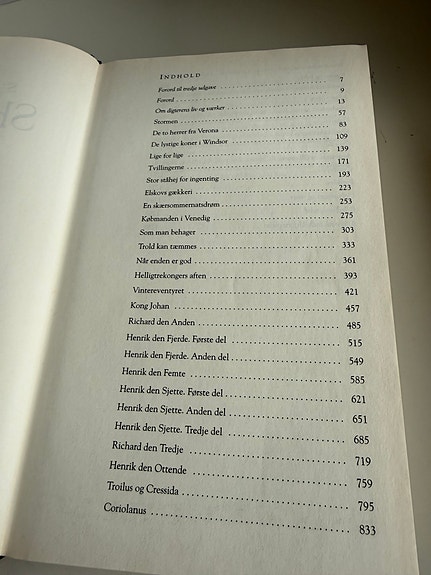 INDHOLD
Forord til tredje udgave 7
Forord 9
Om digterens liv og værker 13
Stormen 57
De to herrer fra Verona 83
De lystige koner i Windsor 109
Lige for lige 139
Tvillingerne 171
Stor ståhej for ingenting 193
Elskovs gækkeri 223
En skærsommernatsdrøm 253
Købmanden i Venedig 275
Som man behager 303
Trold kan tæmmes 333
Når enden er god 361
Helligtrekongers aften 393
Vintereventyret 421
Kong Johan 457
Richard den Anden 485
Henrik den Fjerde. Første del 515
Henrik den Fjerde. Anden del 549
Henrik den Femte 585
Henrik den Sjette. Første del 621
Henrik den Sjette. Anden del 651
Henrik den Sjette. Tredje del 685
Richard den Tredje 719
Henrik den Ottende 759
Troilus og Cressida 795
Coriolanus 833